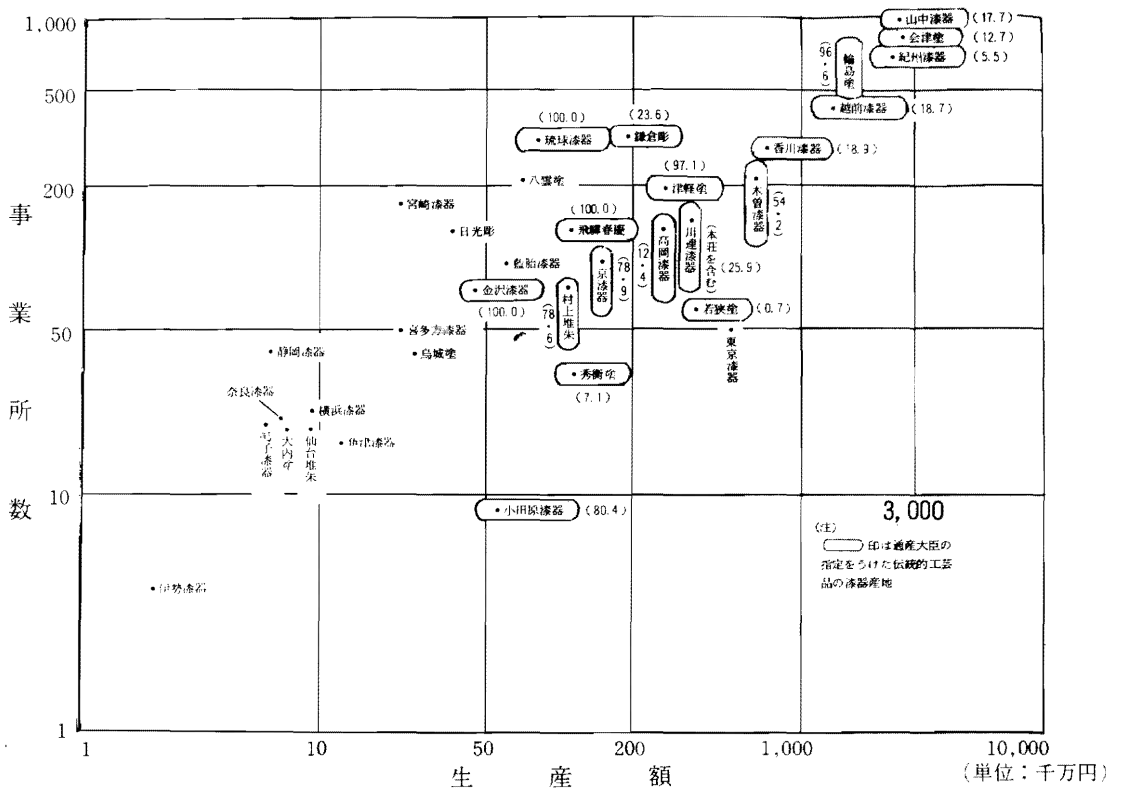 1,000
500
200
50
10
1
事業所数
山中漆器 (17.7)
会津塗 (12.7)
紀州漆器 (5.5)
輪島塗 (96・6)
越前漆器 (18.7)
(100.0)
琉球漆器
(23.6)
鎌倉彫
香川漆器 (18.9)
八雲塗
(97.1)
津軽塗
木曽漆器 (54・2)
宮崎漆器
日光彫
(100.0)
飛騨春慶
京漆器 (78・9)
高岡漆器 (12・4)
川連漆器 (本荘を含む) (25.9)
籃胎漆器
金沢漆器
(100.0)
村上堆朱 (78・6)
若狭塗 (0.7)
喜多方漆器
烏城塗
東京漆器
静岡漆器
秀衡塗
(7.1)
奈良漆器
横浜漆器
漆器
大内
仙台堆朱
漆器
小田原漆器 (80.4)
伊勢漆器
3,000
(注)
印は通産大臣の
指定をうけた伝統的工芸
品の漆器産地
1
10
50
200
1,000
10,000
生産額
(単位：千万円)